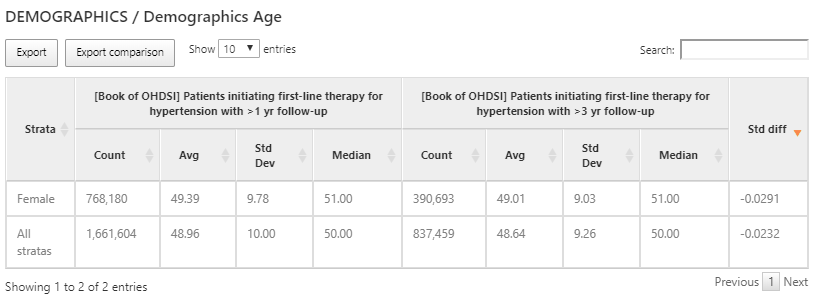 DEMOGRAPHICS / Demographics Age
Export Export comparison Show 10 entries Search:
[Book of OHDSI] Patients initiating first-line therapy for hypertension with >1 yr follow-up [Book of OHDSI] Patients initiating first-line therapy for hypertension with >3 yr follow-up
Strata Count Avg Std Dev Median Count Avg Std Dev Median Std diff
Female 768,180 49.39 9.78 51.00 390,693 49.01 9.03 51.00 -0.0291
All stratas 1,661,604 48.96 10.00 50.00 837,459 48.64 9.26 50.00 -0.0232
Showing 1 to 2 of 2 entries Previous 1 Next